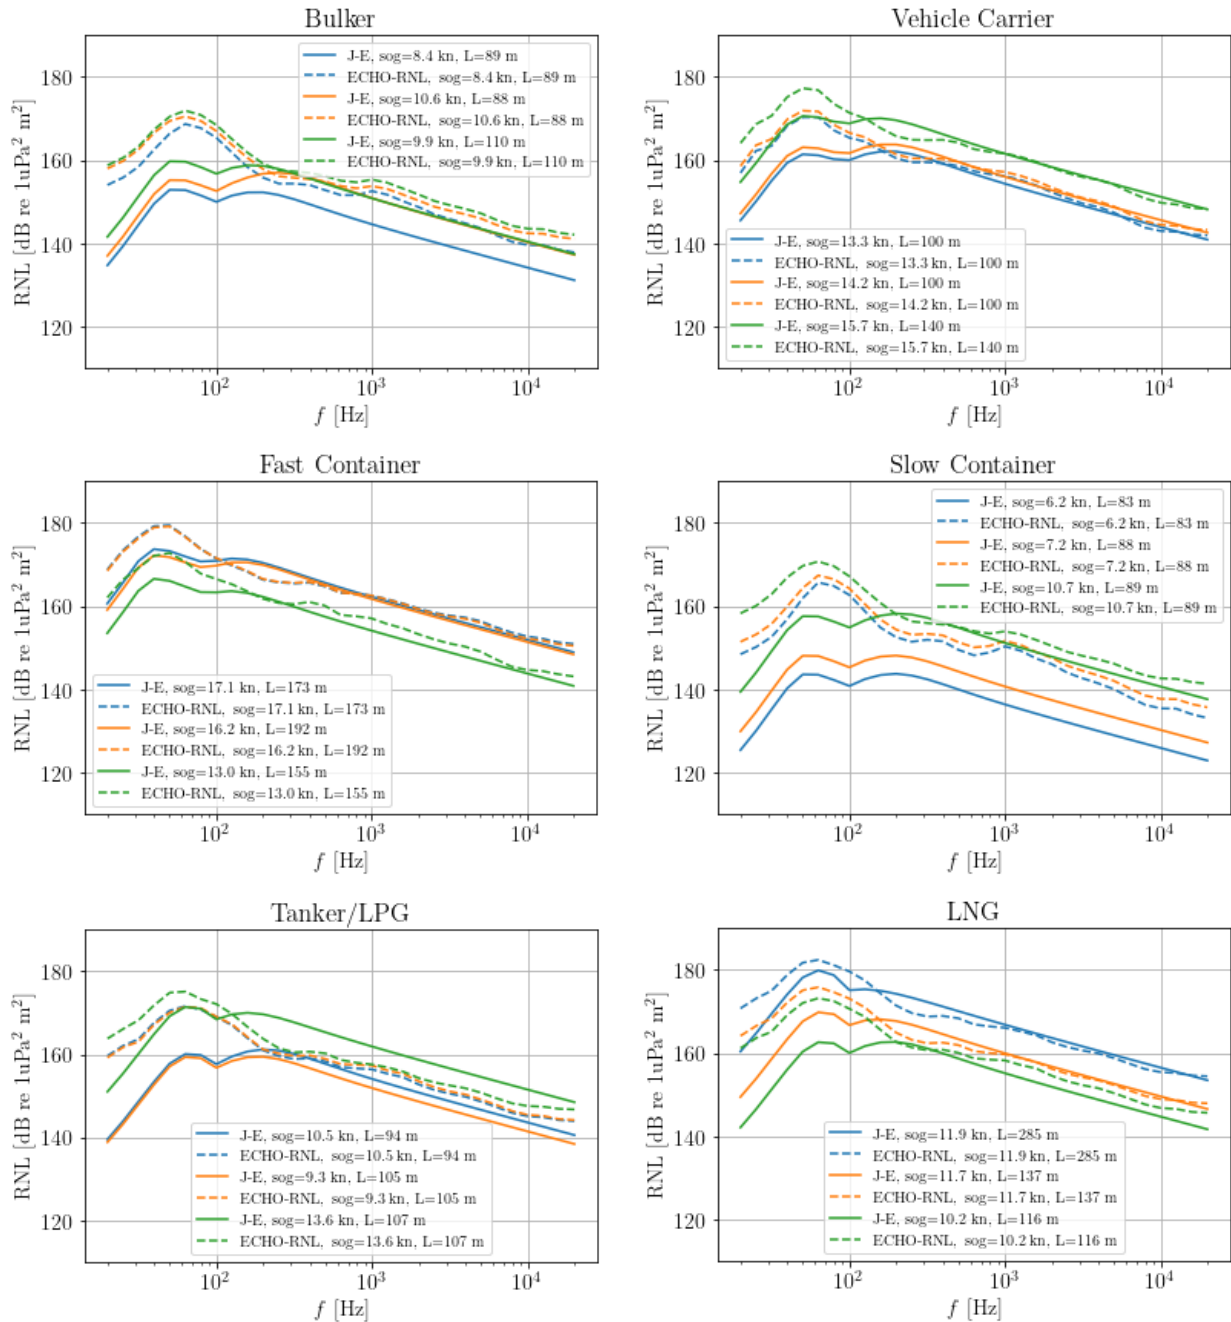 Bulker
RNL [dB re 1uPa² m²]
180
160
140
120
10² 10³ 10⁴
f [Hz]
J-E, sog=8.4 kn, L=89 m
ECHO-RNL, sog=8.4 kn, L=89 m
J-E, sog=10.6 kn, L=88 m
ECHO-RNL, sog=10.6 kn, L=88 m
J-E, sog=9.9 kn, L=110 m
ECHO-RNL, sog=9.9 kn, L=110 m
Vehicle Carrier
RNL [dB re 1uPa² m²]
180
160
140
120
10² 10³ 10⁴
f [Hz]
J-E, sog=13.3 kn, L=100 m
ECHO-RNL, sog=13.3 kn, L=100 m
J-E, sog=14.2 kn, L=100 m
ECHO-RNL, sog=14.2 kn, L=100 m
J-E, sog=15.7 kn, L=140 m
ECHO-RNL, sog=15.7 kn, L=140 m
Fast Container
RNL [dB re 1uPa² m²]
180
160
140
120
10² 10³ 10⁴
f [Hz]
J-E, sog=17.1 kn, L=173 m
ECHO-RNL, sog=17.1 kn, L=173 m
J-E, sog=16.2 kn, L=192 m
ECHO-RNL, sog=16.2 kn, L=192 m
J-E, sog=13.0 kn, L=155 m
ECHO-RNL, sog=13.0 kn, L=155 m
Slow Container
RNL [dB re 1uPa² m²]
180
160
140
120
10² 10³ 10⁴
f [Hz]
J-E, sog=6.2 kn, L=83 m
ECHO-RNL, sog=6.2 kn, L=83 m
J-E, sog=7.2 kn, L=88 m
ECHO-RNL, sog=7.2 kn, L=88 m
J-E, sog=10.7 kn, L=89 m
ECHO-RNL, sog=10.7 kn, L=89 m
Tanker/LPG
RNL [dB re 1uPa² m²]
180
160
140
120
10² 10³ 10⁴
f [Hz]
J-E, sog=10.5 kn, L=94 m
ECHO-RNL, sog=10.5 kn, L=94 m
J-E, sog=9.3 kn, L=105 m
ECHO-RNL, sog=9.3 kn, L=105 m
J-E, sog=13.6 kn, L=107 m
ECHO-RNL, sog=13.6 kn, L=107 m
LNG
RNL [dB re 1uPa² m²]
180
160
140
120
10² 10³ 10⁴
f [Hz]
J-E, sog=11.9 kn, L=285 m
ECHO-RNL, sog=11.9 kn, L=285 m
J-E, sog=11.7 kn, L=137 m
ECHO-RNL, sog=11.7 kn, L=137 m
J-E, sog=10.2 kn, L=116 m
ECHO-RNL, sog=10.2 kn, L=116 m